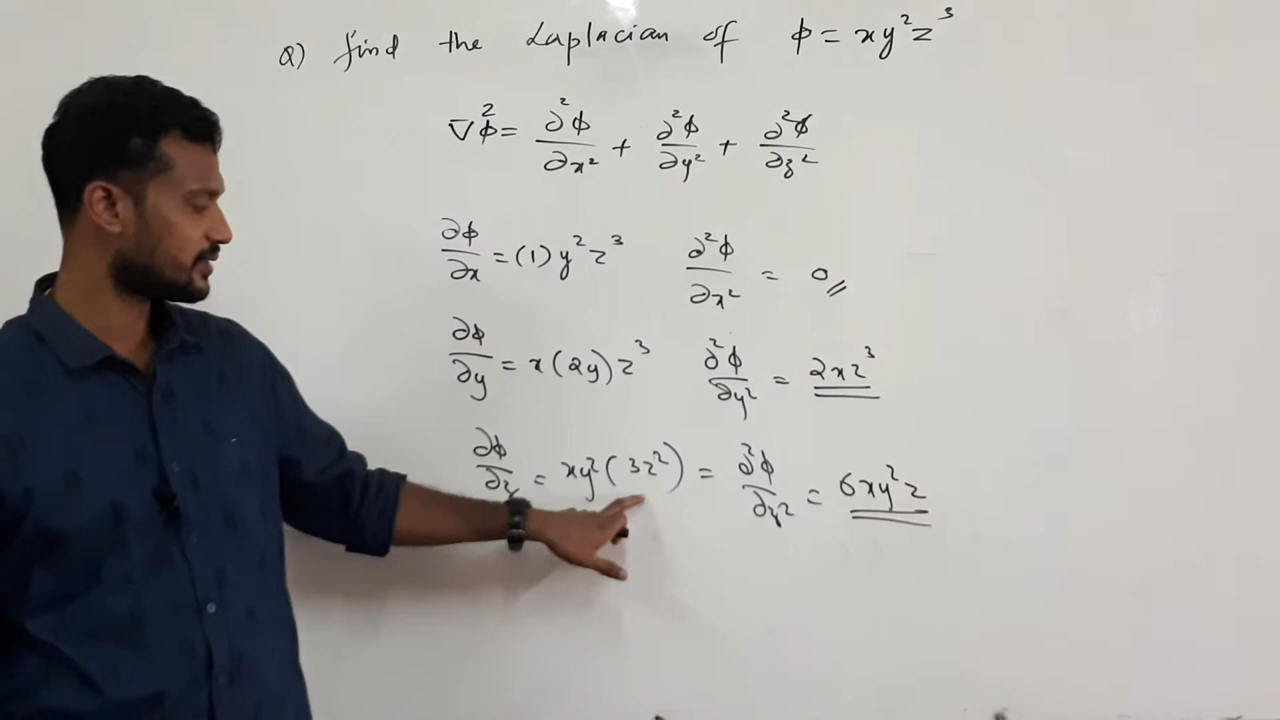 Q) find the Laplacian of ϕ = xy²z³
∇²ϕ = ∂²ϕ/∂x² + ∂²ϕ/∂y² + ∂²ϕ/∂z²
∂ϕ/∂x = (1)y²z³ ∂²ϕ/∂x² = 0
∂ϕ/∂y = x(2y)z³ ∂²ϕ/∂y² = 2xz³
∂ϕ/∂z = xy²(3z²) = ∂²ϕ/∂z² = 6xy²z